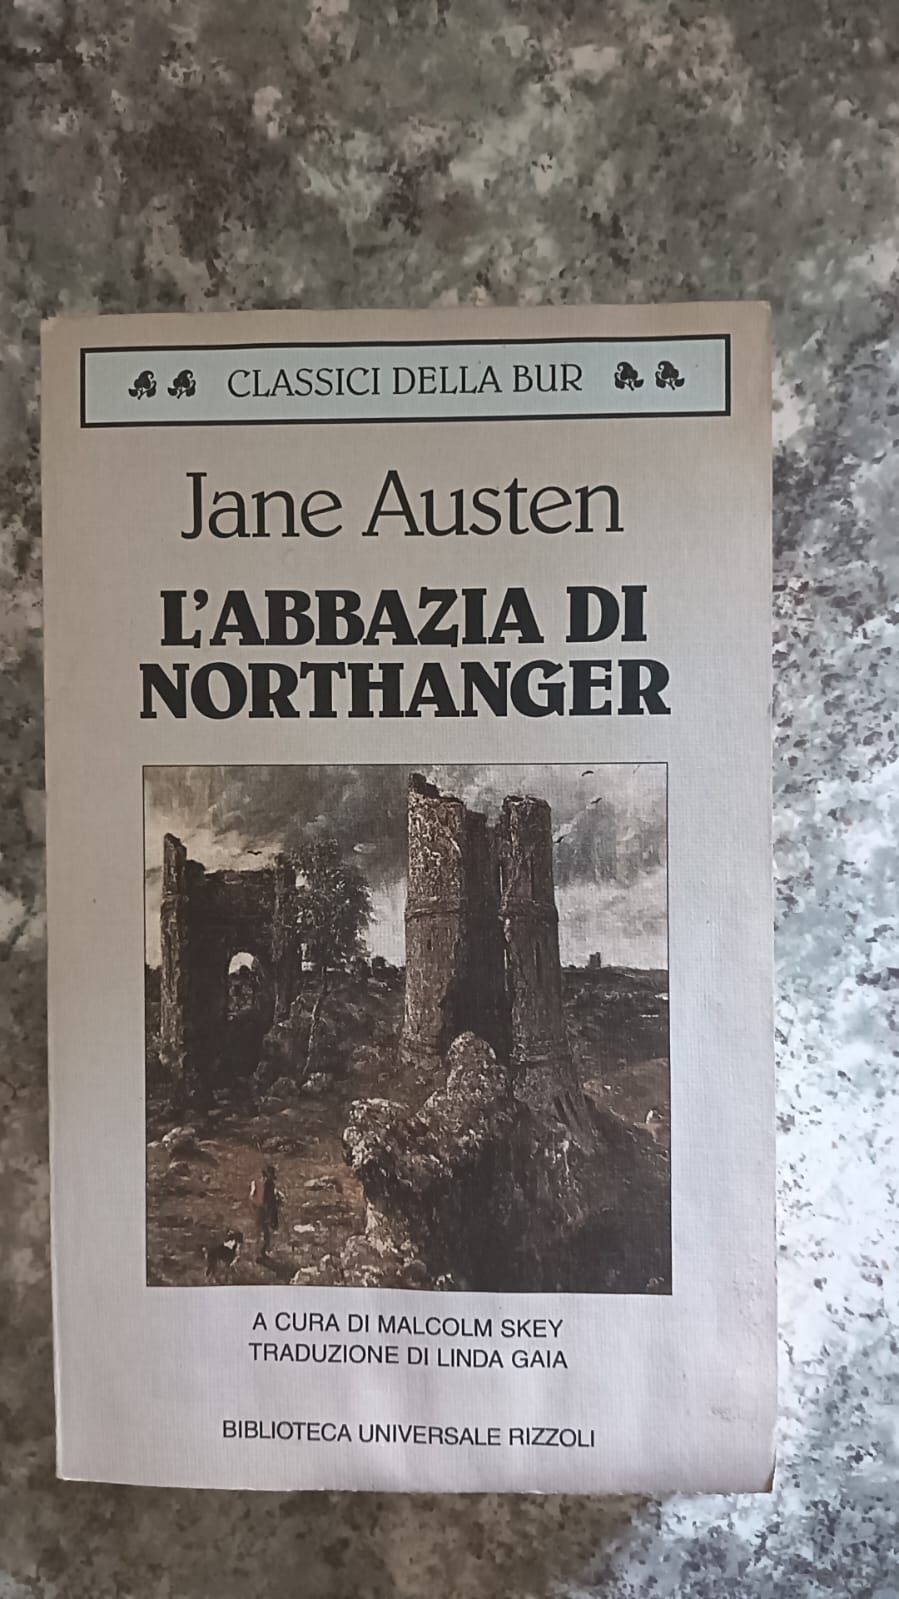 CLASSICI DELLA BUR
Jane Austen
L'ABBAZIA DI
NORTHANGER
A CURA DI MALCOLM SKEY
TRADUZIONE DI LINDA GAIA
BIBLIOTECA UNIVERSALE RIZZOLI